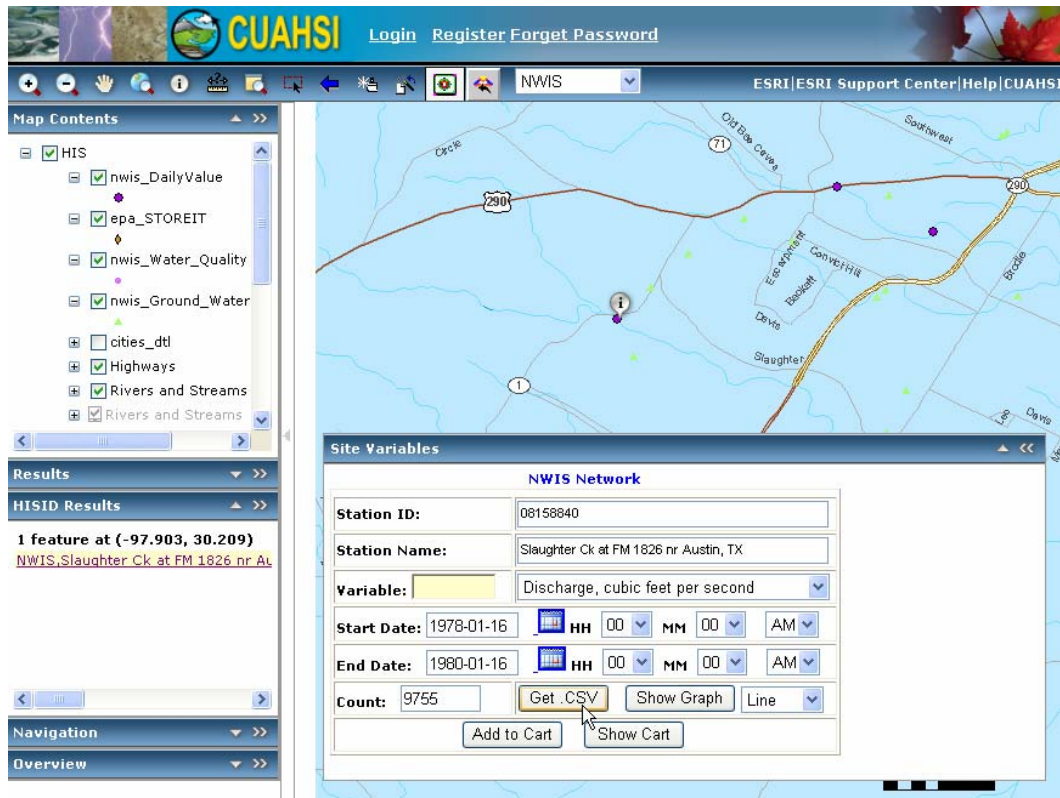 CUAHSI
Login Register Forget Password
NWIS
ESRI|ESRI Support Center|Help|CUAHSI
Map Contents
HIS
nwis_DailyValue
epa_STOREIT
nwis_Water_Quality
nwis_Ground_Water
cities_dtl
Highways
Rivers and Streams
Rivers and Streams
Results
HISID Results
1 feature at (-97.903, 30.209)
NWIS,Slaughter Ck at FM 1826 nr Au
Navigation
Overview
Circle
Old Bee Caves
Southwest
71
290
290
Escarpment
Convict Hill
Beckett
Brodie
Davis
Slaughter
1
Leo
Davis
Site Variables
NWIS Network
Station ID: 08158840
Station Name: Slaughter Ck at FM 1826 nr Austin, TX
Variable: Discharge, cubic feet per second
Start Date: 1978-01-16 HH 00 MM 00 AM
End Date: 1980-01-16 HH 00 MM 00 AM
Count: 9755 Get .CSV Show Graph Line
Add to Cart Show Cart